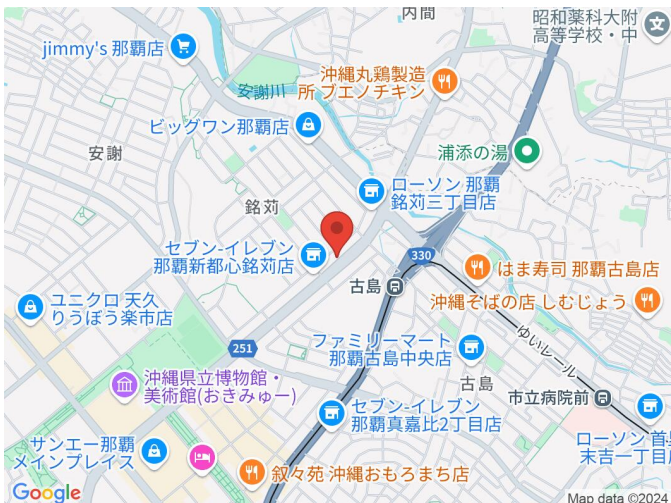 内間
昭和薬科大附
高等学校・中
jimmy's 那覇店
沖縄丸鶏製造
所 ブエノチキン
安謝川
ビッグワン那覇店
安謝
浦添の湯
ローソン 那覇
銘苅三丁目店
銘苅
セブン-イレブン
那覇新都心銘苅店
330
はま寿司 那覇古島店
古島
沖縄そばの店 しむじょう
ユニクロ 天久
りうぼう楽市店
ゆいレール
ファミリーマート
那覇古島中央店
251
沖縄県立博物館・
美術館(おきみゅー)
古島
市立病院前
セブン-イレブン
那覇真嘉比2丁目店
ローソン 首里
末吉一丁目店
サンエー那覇
メインプレイス
叙々苑 沖縄おもろまち店
Google
Map data ©2024